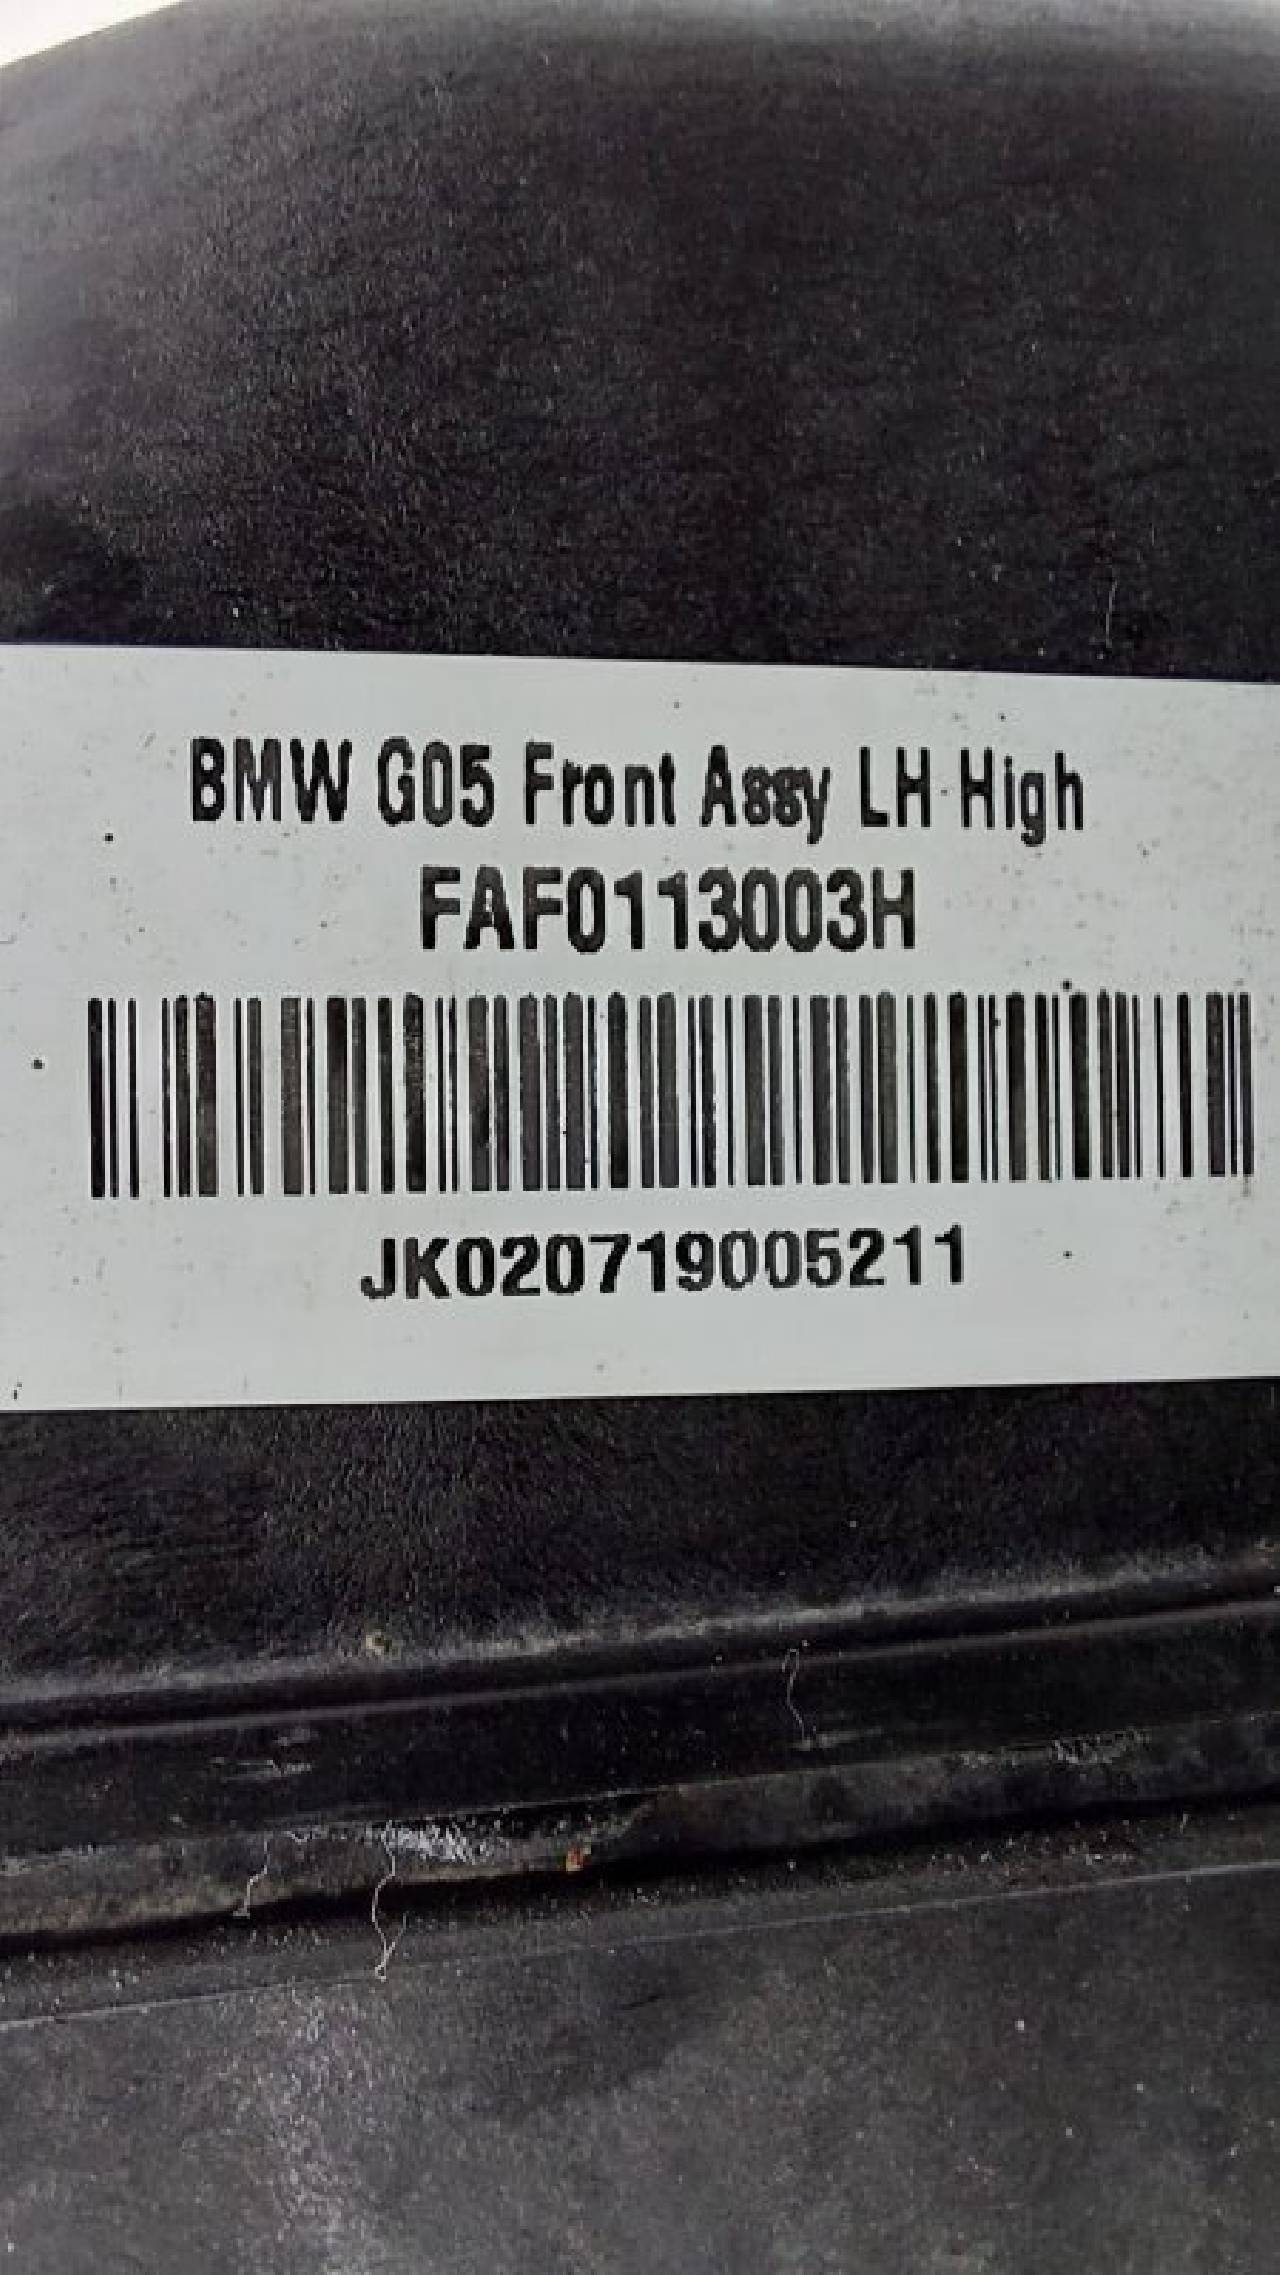 BMW G05 Front Assy LH High
FAF0113003H
JK020719005211